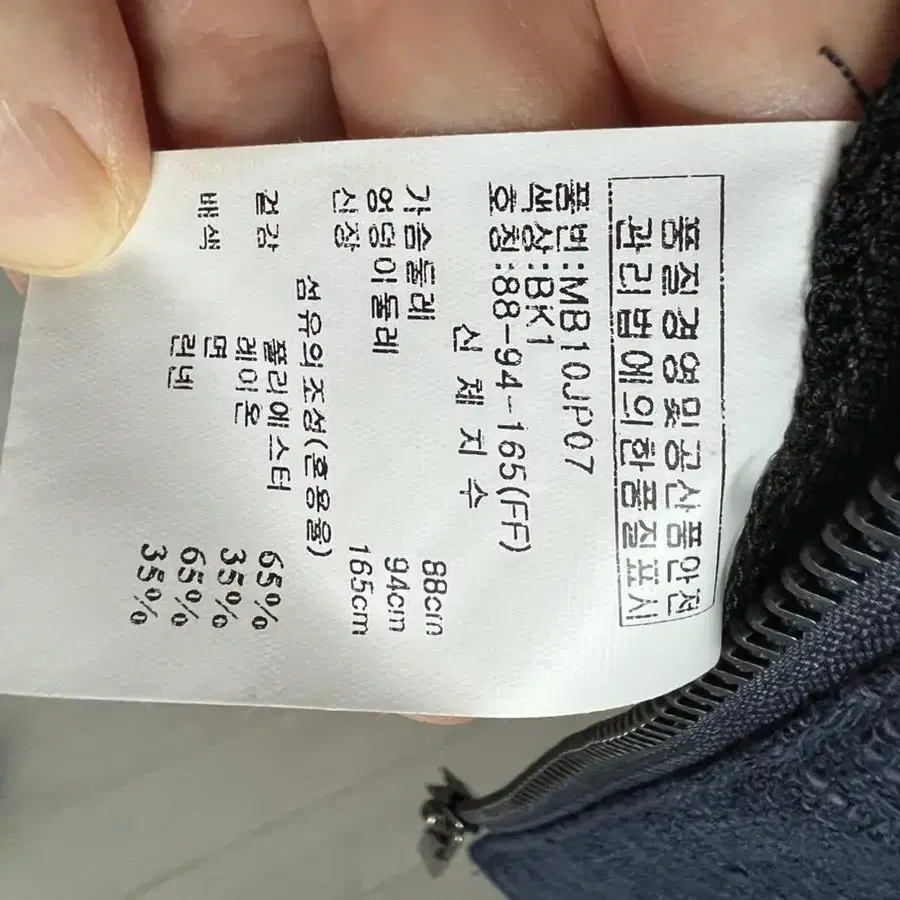 품질경영및공산품안전
관리법에의한품질표시
품번:MB10JP07
색상:BK1
호칭:88-94-165(FF)
신체치수
가슴둘레 88cm
엉덩이둘레 94cm
신장 165cm
섬유의조성(혼용율)
겉감 폴리에스터 65%
레이온 35%
배색 면 65%
린넨 35%